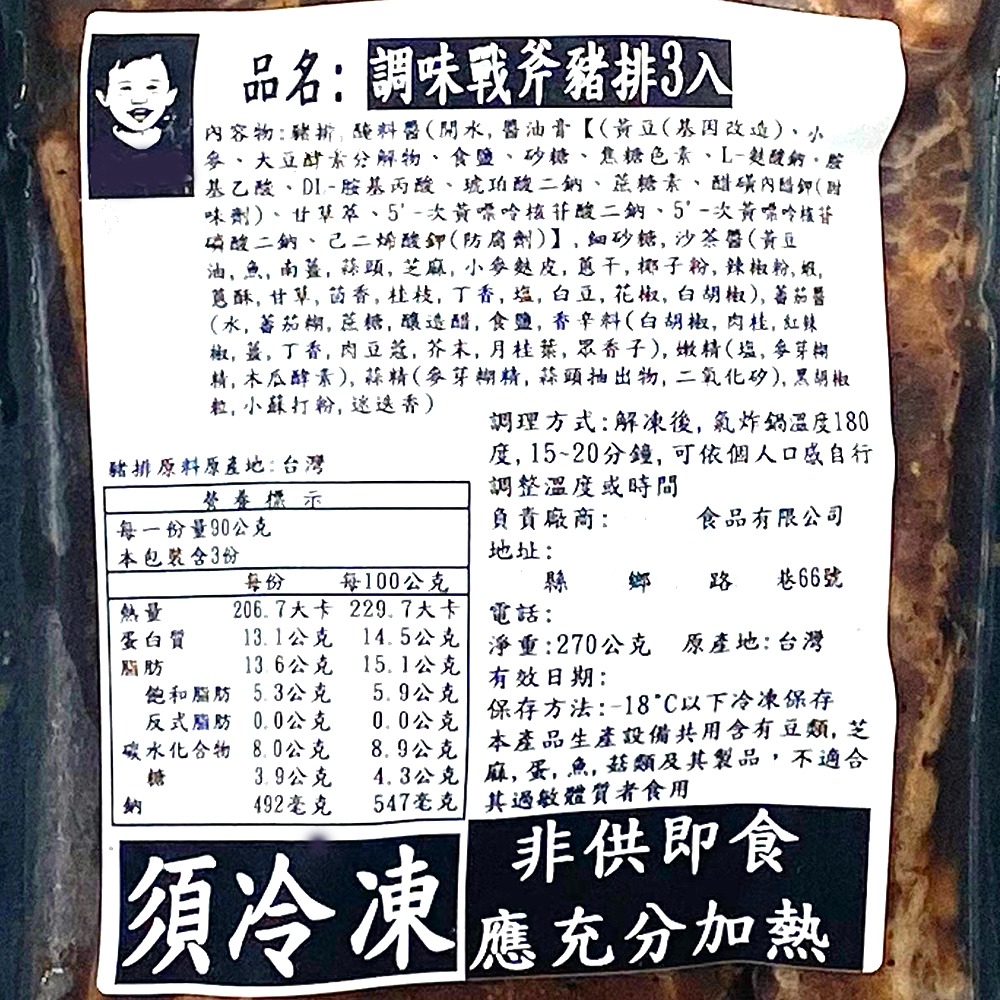 品名:調味戰斧豬排3入
內容物:豬排,醃料醬(開水,醬油膏【(黃豆(基因改造)、小
麥、大豆酵素分解物、食鹽、砂糖、焦糖色素、L-麩酸鈉、胺
基乙酸、DL-胺基丙酸、琥珀酸二鈉、蔗糖素、醋磺內酯鉀(甜
味劑)、甘草萃、5'-次黃嘌呤核苷酸二鈉、5'-次黃嘌呤核苷
磷酸二鈉、己二烯酸鉀(防腐劑)】,細砂糖,沙茶醬(黃豆
油,魚,南薑,蒜頭,芝麻,小麥麩皮,蔥干,椰子粉,辣椒粉,蝦,
蔥酥,甘草,茴香,桂枝,丁香,塩,白豆,花椒,白胡椒),蕃茄醬
(水,蕃茄糊,蔗糖,釀造醋,食鹽,香辛料(白胡椒,肉桂,紅辣
椒,薑,丁香,肉豆蔻,芥末,月桂葉,眾香子),嫩精(塩,麥芽糊
精,木瓜酵素),蒜精(麥芽糊精,蒜頭抽出物,二氧化矽),黑胡椒
粒,小蘇打粉,迷迭香)
豬排原料原產地:台灣
營養標示
每一份量90公克
本包裝含3份
每份 每100公克
熱量 206.7大卡 229.7大卡
蛋白質 13.1公克 14.5公克
脂肪 13.6公克 15.1公克
飽和脂肪 5.3公克 5.9公克
反式脂肪 0.0公克 0.0公克
碳水化合物 8.0公克 8.9公克
糖 3.9公克 4.3公克
鈉 492毫克 547毫克
調理方式:解凍後,氣炸鍋溫度180
度,15~20分鐘,可依個人口感自行
調整溫度或時間
負責廠商: 食品有限公司
地址:
縣 鄉 路 巷66號
電話:
淨重:270公克 原產地:台灣
有效日期:
保存方法:-18°C以下冷凍保存
本產品生產設備共用含有豆類,芝
麻,蛋,魚,菇類及其製品,不適合
其過敏體質者食用
須冷凍
非供即食
應充分加熱